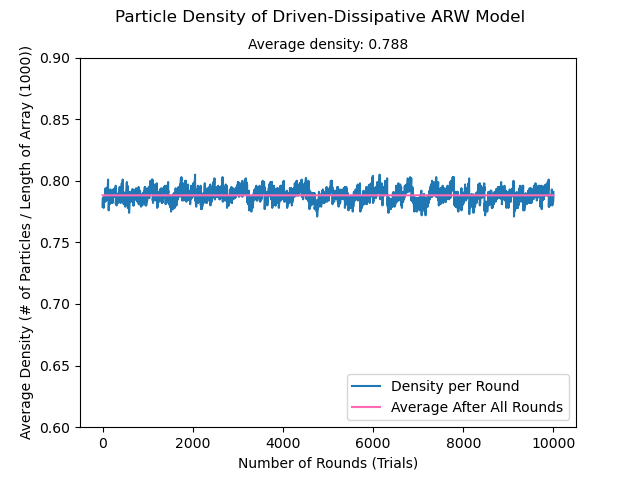 Particle Density of Driven-Dissipative ARW Model
Average density: 0.788
Average Density (# of Particles / Length of Array (1000))
0.90
0.85
0.80
0.75
0.70
0.65
0.60
Density per Round
Average After All Rounds
0 2000 4000 6000 8000 10000
Number of Rounds (Trials)